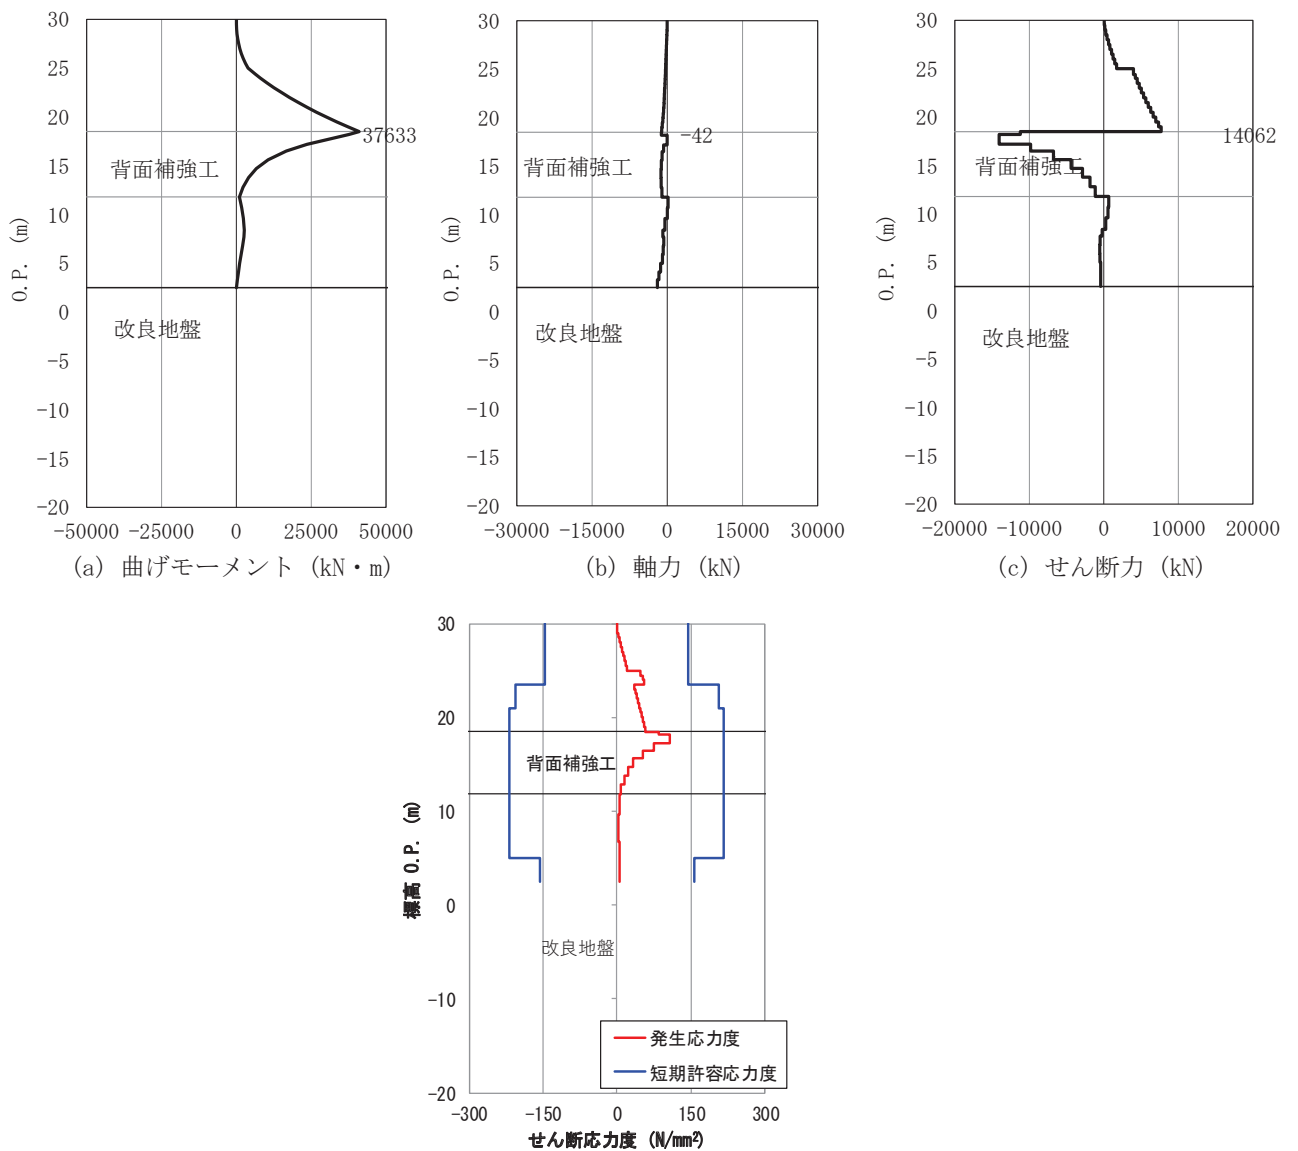 30
25
20
15
10
5
0
-5
-10
-15
-20
O.P. (m)
37633
背面補強工
改良地盤
-50000 -25000 0 25000 50000
(a) 曲げモーメント (kN・m)
30
25
20
15
10
5
0
-5
-10
-15
-20
O.P. (m)
-42
背面補強工
改良地盤
-30000 -15000 0 15000 30000
(b) 軸力 (kN)
30
25
20
15
10
5
0
-5
-10
-15
-20
O.P. (m)
14062
背面補強工
改良地盤
-20000 -10000 0 10000 20000
(c) せん断力 (kN)
30
20
10
0
-10
-20
標高 O.P. (m)
背面補強工
改良地盤
発生応力度
短期許容応力度
-300 -150 0 150 300
せん断応力度 (N/mm²)